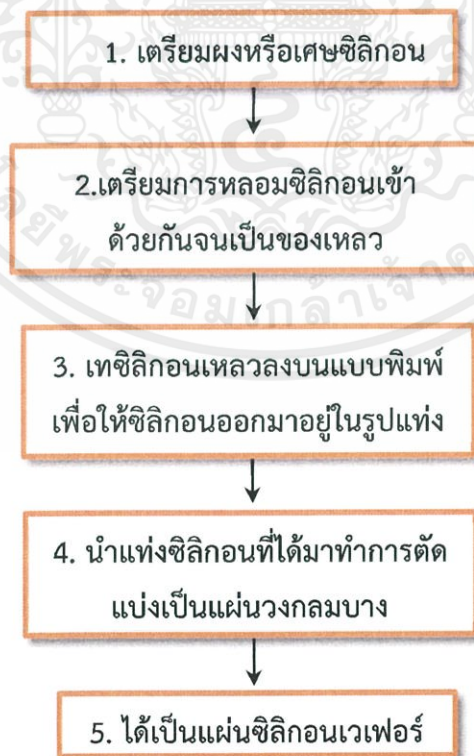 1. เตรียมผงหรือเศษซิลิกอน
2.เตรียมการหลอมซิลิกอนเข้า
ด้วยกันจนเป็นของเหลว
3. เทซิลิกอนเหลวลงบนแบบพิมพ์
เพื่อให้ซิลิกอนออกมาอยู่ในรูปแท่ง
4. นำแท่งซิลิกอนที่ได้มาทำการตัด
แบ่งเป็นแผ่นวงกลมบาง
5. ได้เป็นแผ่นซิลิกอนเวเฟอร์